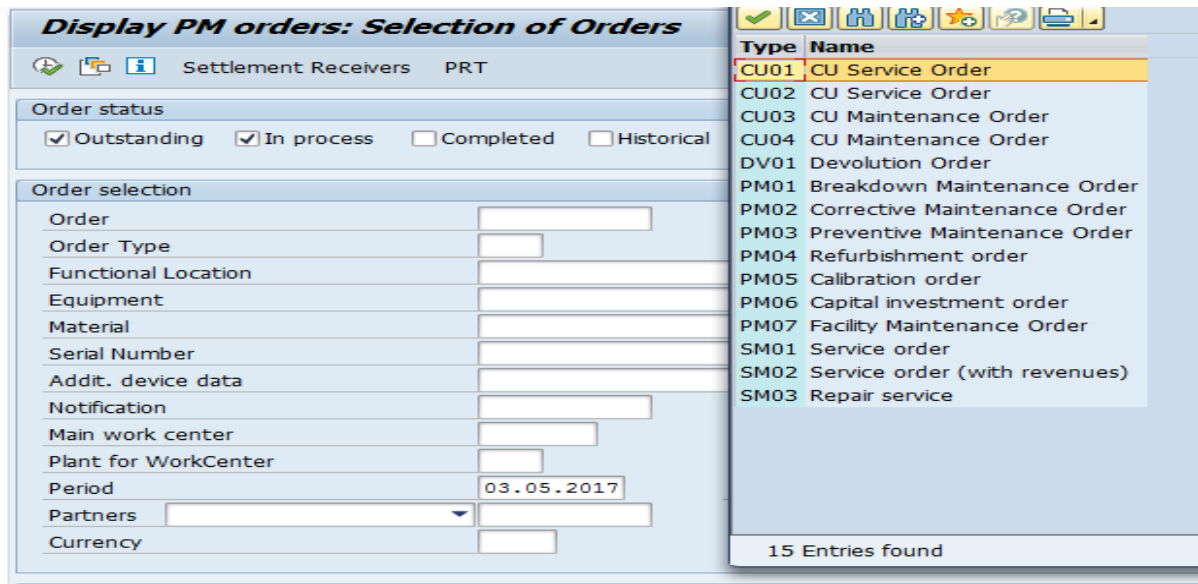 Display PM orders: Selection of Orders
Settlement Receivers PRT
Order status
Outstanding In process Completed Historical
Order selection
Order
Order Type
Functional Location
Equipment
Material
Serial Number
Addit. device data
Notification
Main work center
Plant for WorkCenter
Period 03.05.2017
Partners
Currency
Type Name
CU01 CU Service Order
CU02 CU Service Order
CU03 CU Maintenance Order
CU04 CU Maintenance Order
DV01 Devolution Order
PM01 Breakdown Maintenance Order
PM02 Corrective Maintenance Order
PM03 Preventive Maintenance Order
PM04 Refurbishment order
PM05 Calibration order
PM06 Capital investment order
PM07 Facility Maintenance Order
SM01 Service order
SM02 Service order (with revenues)
SM03 Repair service
15 Entries found